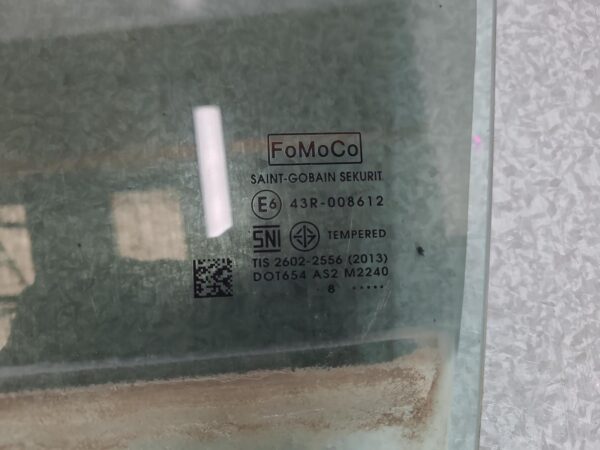 FoMoCo
SAINT-GOBAIN SEKURIT
E6 43R-008612
SNI TEMPERED
TIS 2602-2556 (2013)
DOT654 AS2 M2240
· 8 ·····